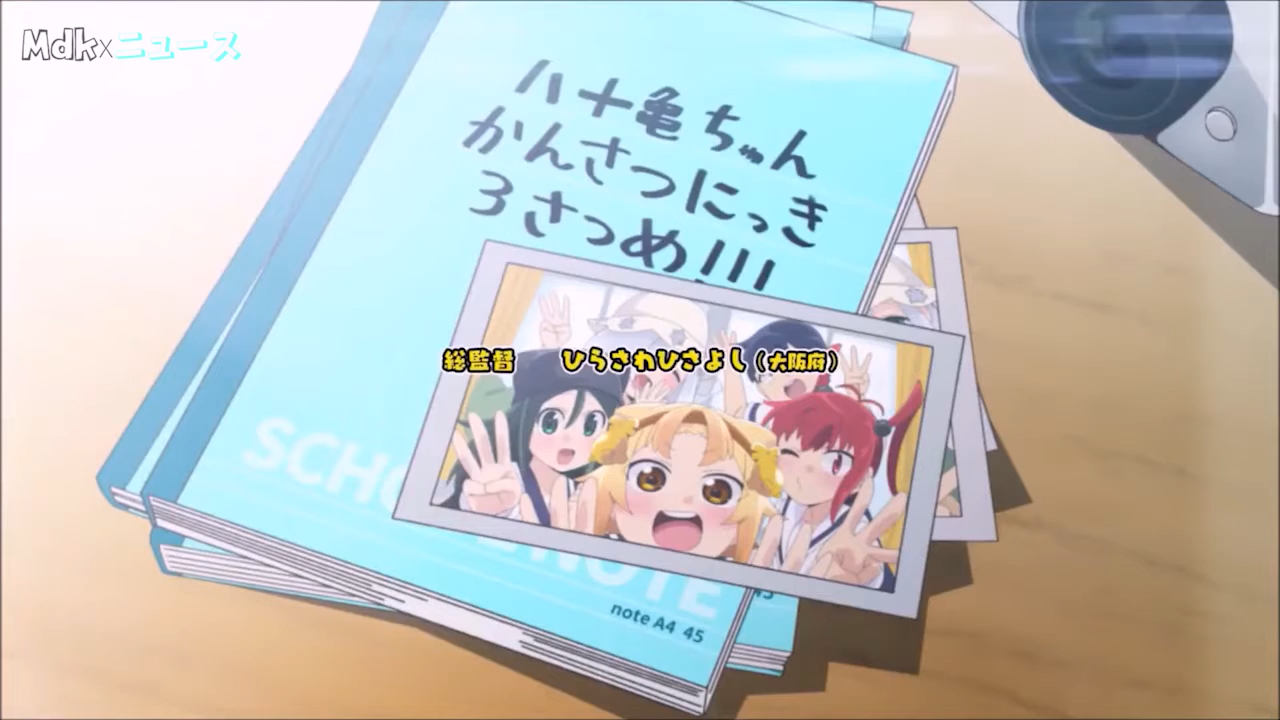 Mdk×ニュース
八十亀ちゃん
かんさつにっき
3さつめ!!!
総監督 ひらさわひさよし(大阪府)
SCHOOL NOTE
note A4 45
45